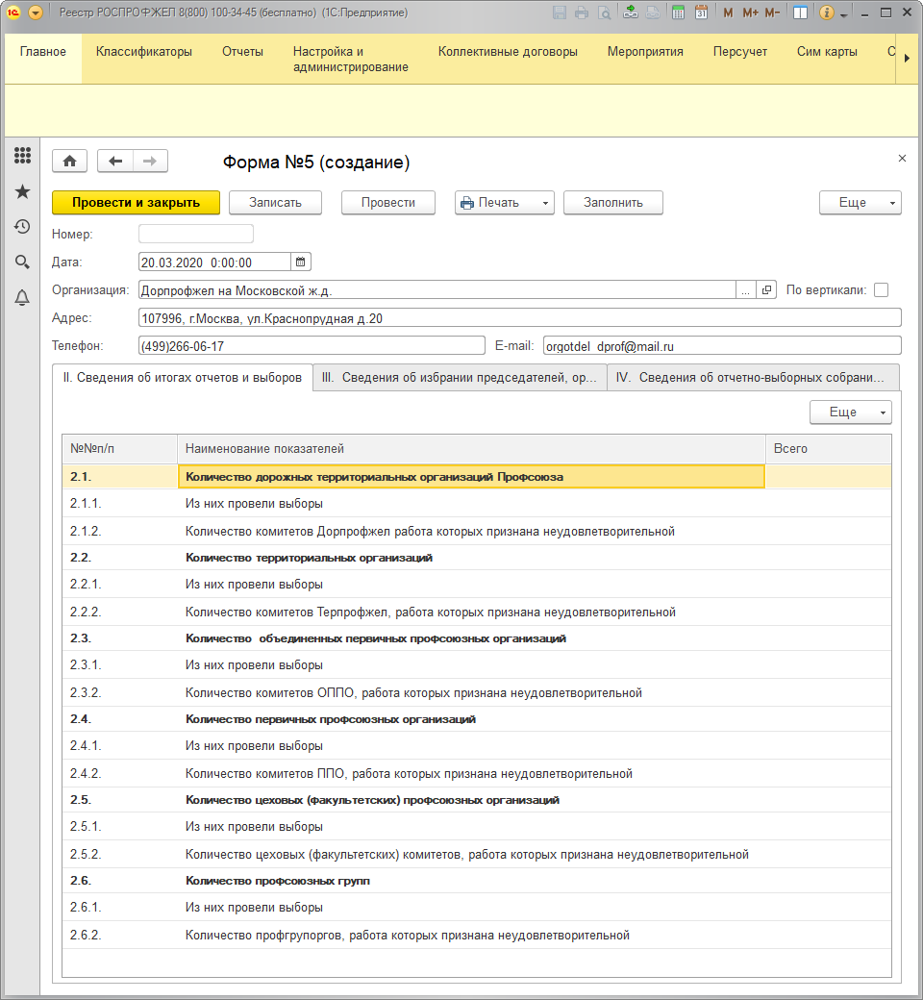 Реестр РОСПРОФЖЕЛ 8(800) 100-34-45 (бесплатно) (1С:Предприятие)
M M+ M-
Главное Классификаторы Отчеты Настройка и администрирование Коллективные договоры Мероприятия Персучет Сим карты С
Форма №5 (создание)
Провести и закрыть Записать Провести Печать Заполнить Еще
Номер:
Дата: 20.03.2020 0:00:00
Организация: Дорпрофжел на Московской ж.д. ... По вертикали:
Адрес: 107996, г.Москва, ул.Краснопрудная д.20
Телефон: (499)266-06-17 E-mail: orgotdel_dprof@mail.ru
II. Сведения об итогах отчетов и выборов III. Сведения об избрании председателей, ор... IV. Сведения об отчетно-выборных собрани...
Еще
№№п/п Наименование показателей Всего
2.1. Количество дорожных территориальных организаций Профсоюза
2.1.1. Из них провели выборы
2.1.2. Количество комитетов Дорпрофжел работа которых признана неудовлетворительной
2.2. Количество территориальных организаций
2.2.1. Из них провели выборы
2.2.2. Количество комитетов Терпрофжел, работа которых признана неудовлетворительной
2.3. Количество объединенных первичных профсоюзных организаций
2.3.1. Из них провели выборы
2.3.2. Количество комитетов ОППО, работа которых признана неудовлетворительной
2.4. Количество первичных профсоюзных организаций
2.4.1. Из них провели выборы
2.4.2. Количество комитетов ППО, работа которых признана неудовлетворительной
2.5. Количество цеховых (факультетских) профсоюзных организаций
2.5.1. Из них провели выборы
2.5.2. Количество цеховых (факультетских) комитетов, работа которых признана неудовлетворительной
2.6. Количество профсоюзных групп
2.6.1. Из них провели выборы
2.6.2. Количество профгрупоргов, работа которых признана неудовлетворительной